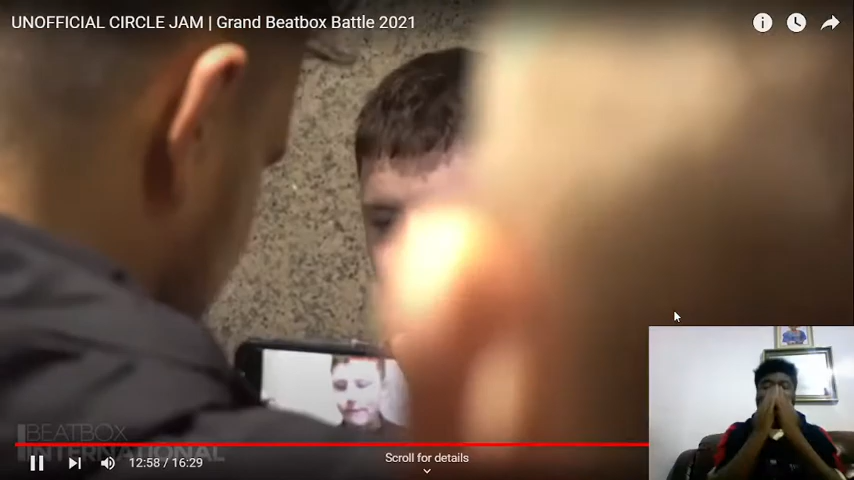 UNOFFICIAL CIRCLE JAM | Grand Beatbox Battle 2021
BEATBOX
INTERNATIONAL
12:58 / 16:29
Scroll for details